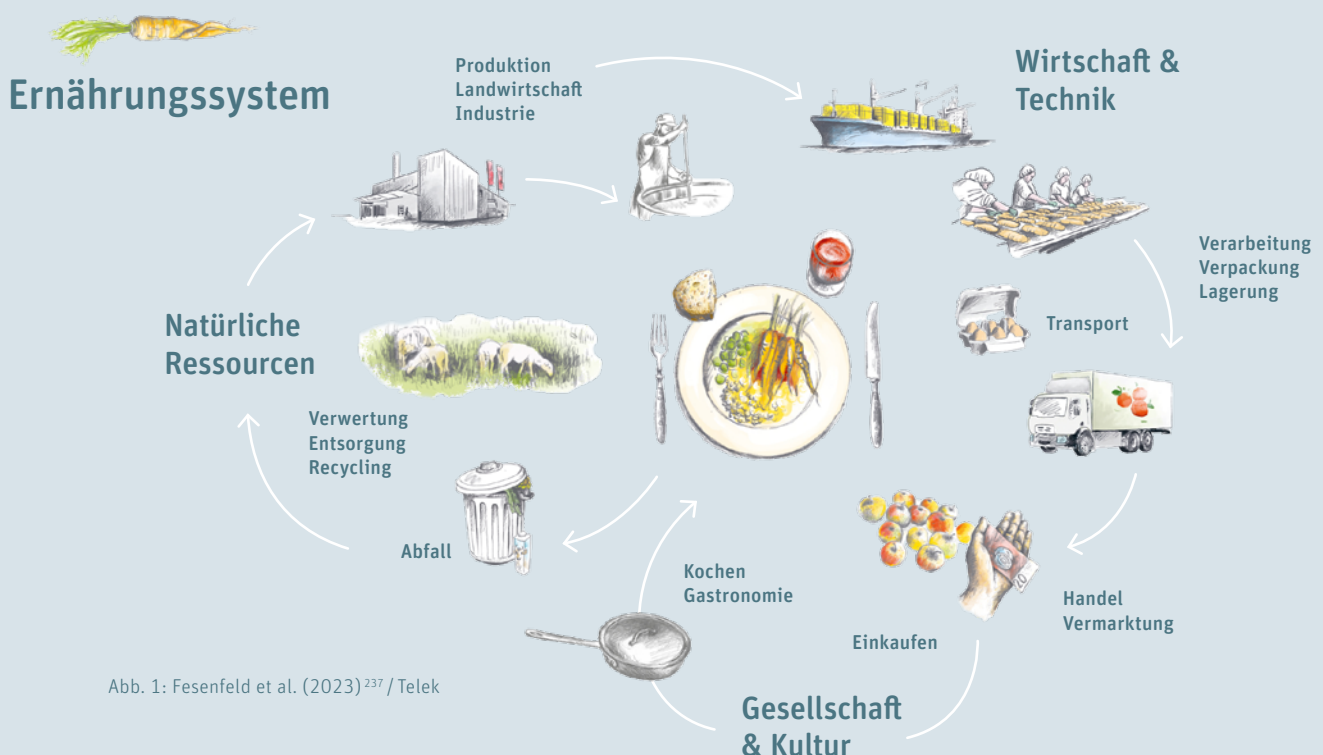 Ernährungssystem
Produktion
Landwirtschaft
Industrie
Wirtschaft &
Technik
Verarbeitung
Verpackung
Lagerung
Transport
Natürliche
Ressourcen
Verwertung
Entsorgung
Recycling
Abfall
Kochen
Gastronomie
20
Einkaufen
Handel
Vermarktung
Gesellschaft
& Kultur
Abb. 1: Fesenfeld et al. (2023)²³⁷ / Telek